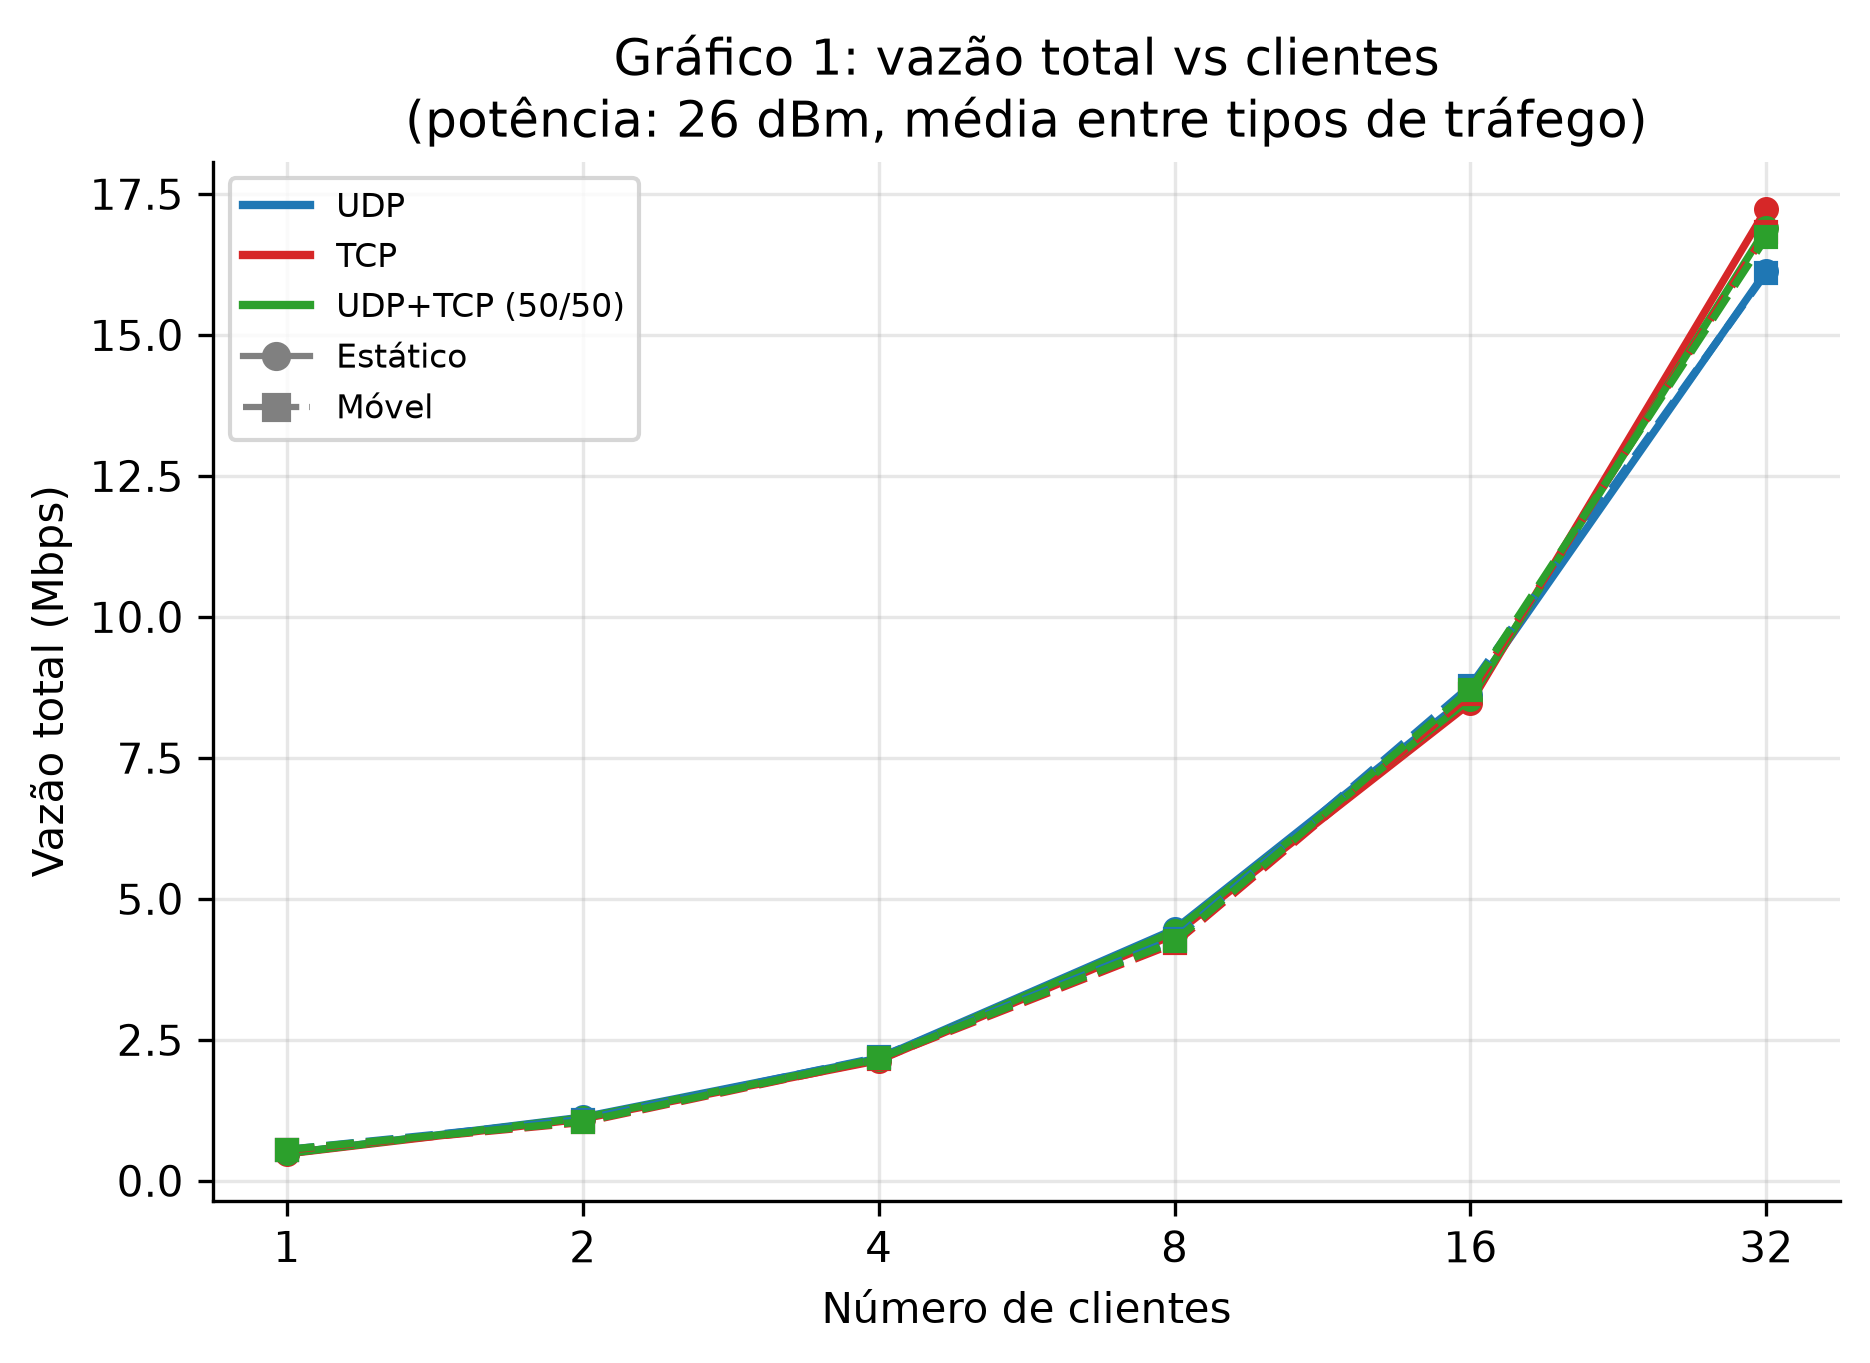 Gráfico 1: vazão total vs clientes
(potência: 26 dBm, média entre tipos de tráfego)
UDP
TCP
UDP+TCP (50/50)
Estático
Móvel
Vazão total (Mbps)
17.5
15.0
12.5
10.0
7.5
5.0
2.5
0.0
1 2 4 8 16 32
Número de clientes